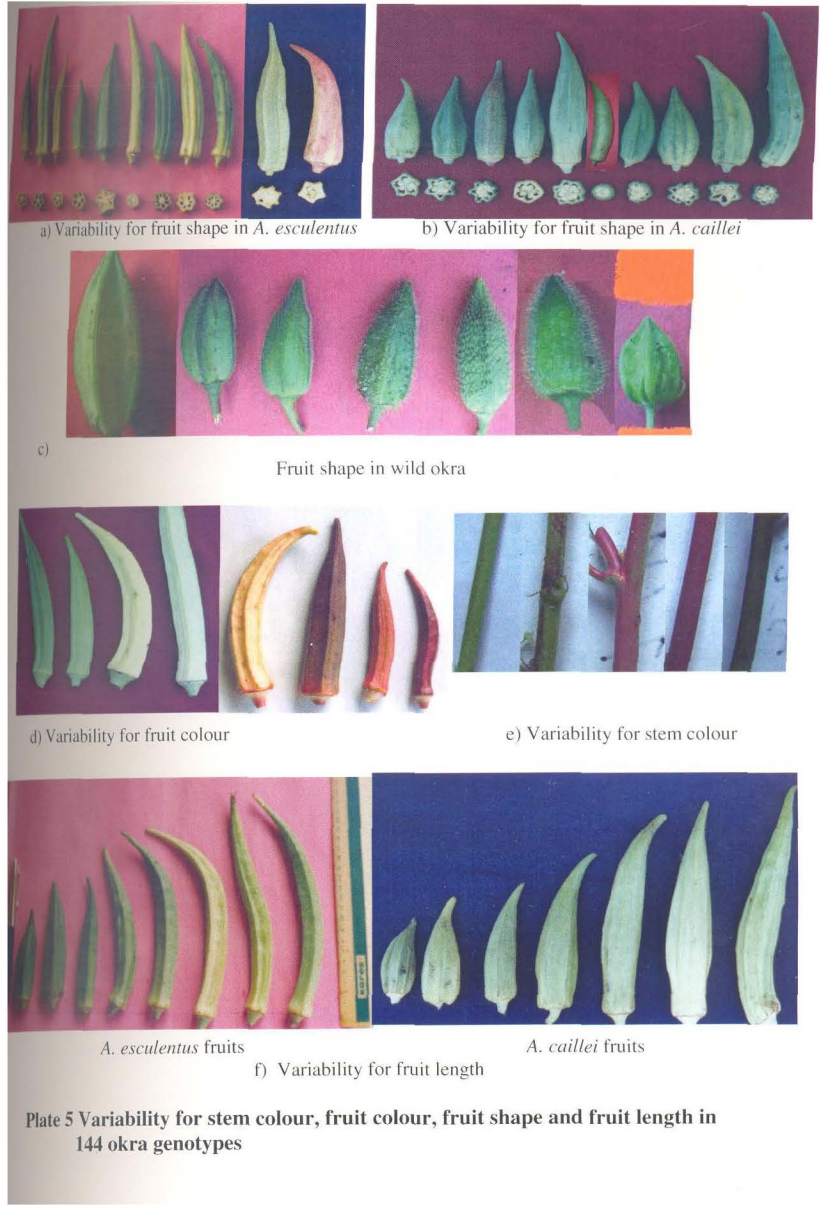 a) Variability for fruit shape in A. esculentus
b) Variability for fruit shape in A. caillei
c)
Fruit shape in wild okra
d) Variability for fruit colour
e) Variability for stem colour
A. esculentus fruits
A. caillei fruits
f) Variability for fruit length
Plate 5 Variability for stem colour, fruit colour, fruit shape and fruit length in
144 okra genotypes